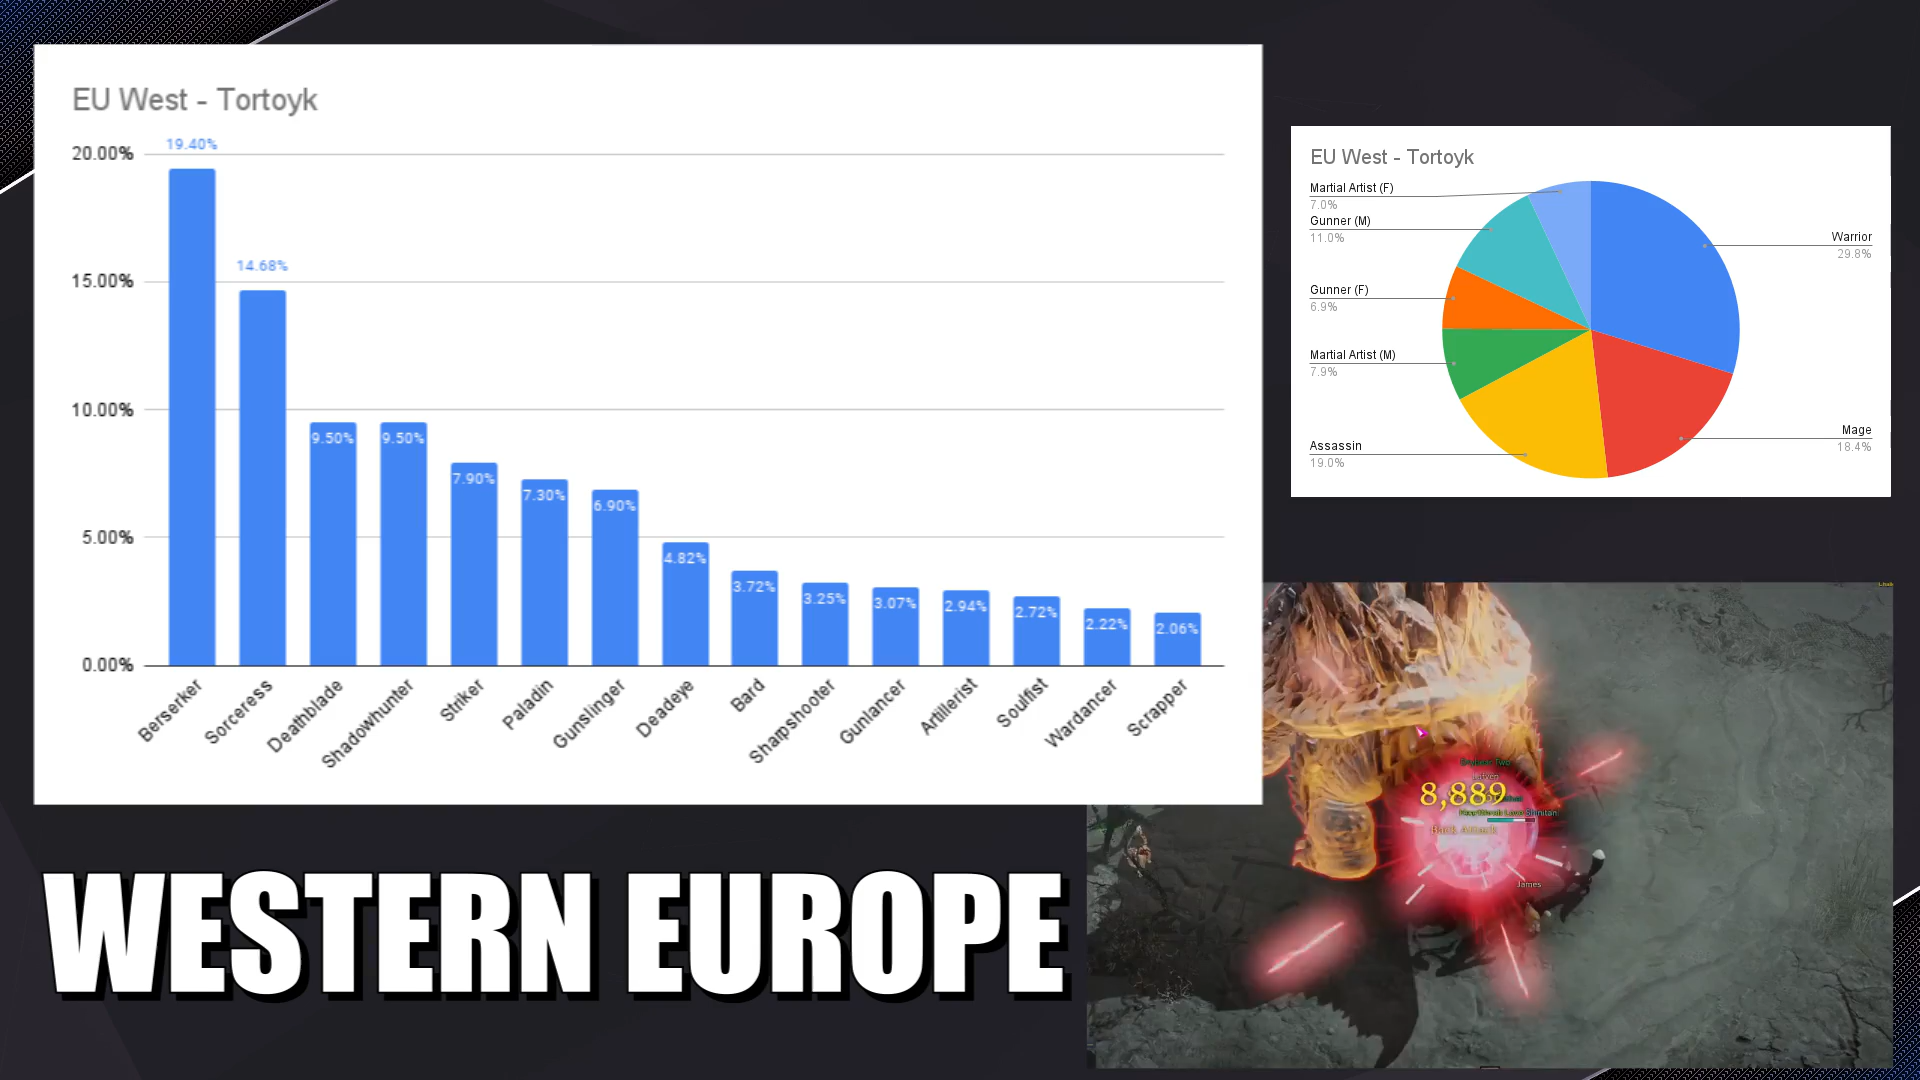 EU West - Tortoyk
20.00%
15.00%
10.00%
5.00%
0.00%
19.40%
14.68%
9.50%
9.50%
7.90%
7.30%
6.90%
4.82%
3.72%
3.25%
3.07%
2.94%
2.72%
2.22%
2.06%
Berserker
Sorceress
Deathblade
Shadowhunter
Striker
Paladin
Gunslinger
Deadeye
Bard
Sharpshooter
Gunlancer
Artillerist
Soulfist
Wardancer
Scrapper
EU West - Tortoyk
Martial Artist (F)
7.0%
Gunner (M)
11.0%
Gunner (F)
6.9%
Martial Artist (M)
7.9%
Assassin
19.0%
Warrior
29.8%
Mage
18.4%
8,889
Back Attack
James
WESTERN EUROPE